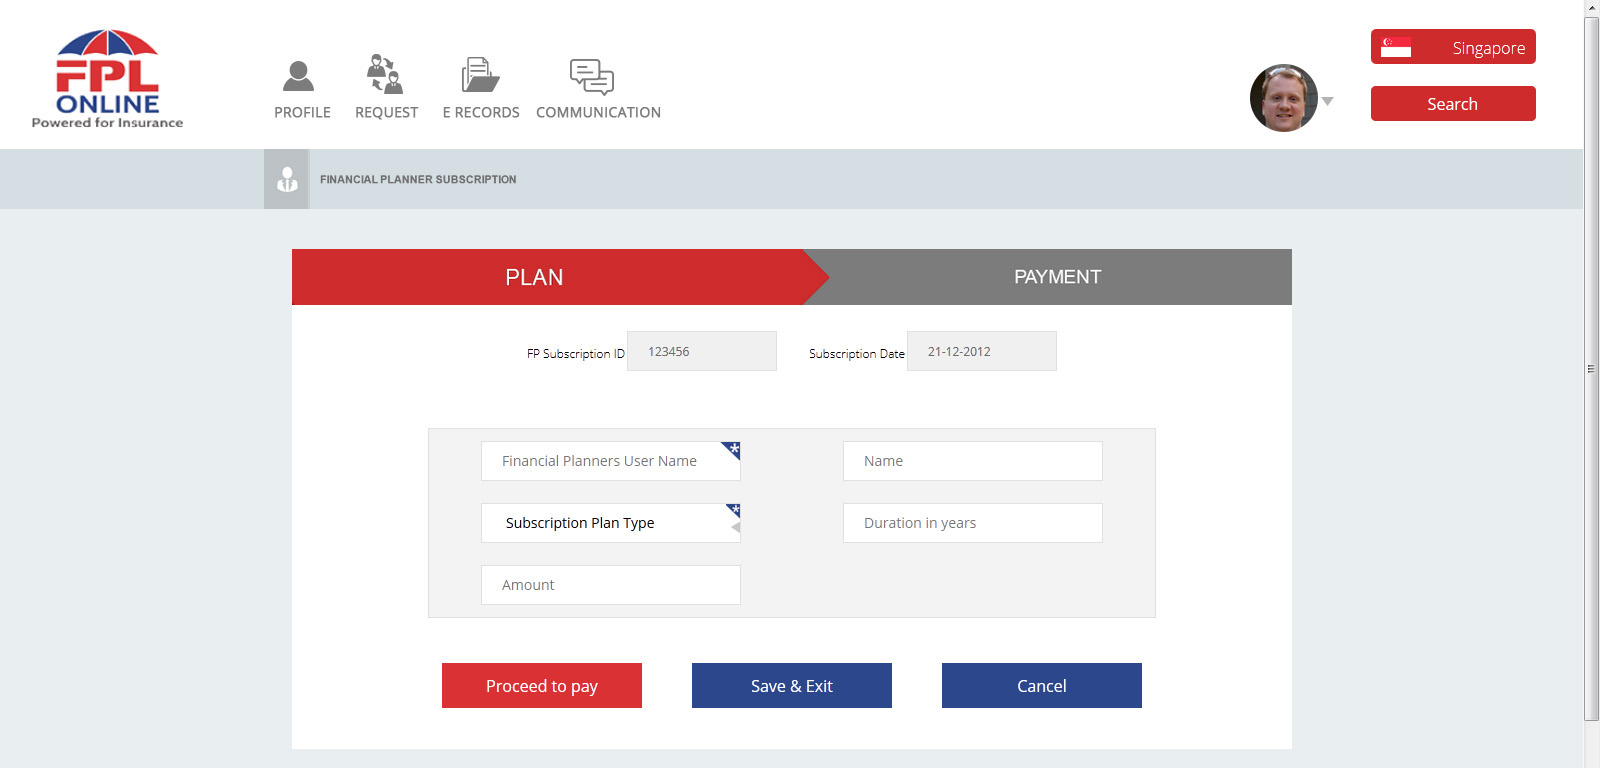 FPL
ONLINE
Powered for Insurance
PROFILE
REQUEST
E RECORDS
COMMUNICATION
Singapore
Search
FINANCIAL PLANNER SUBSCRIPTION
PLAN
PAYMENT
FP Subscription ID 123456
Subscription Date 21-12-2012
Financial Planners User Name *
Name
Subscription Plan Type *
Duration in years
Amount
Proceed to pay
Save & Exit
Cancel